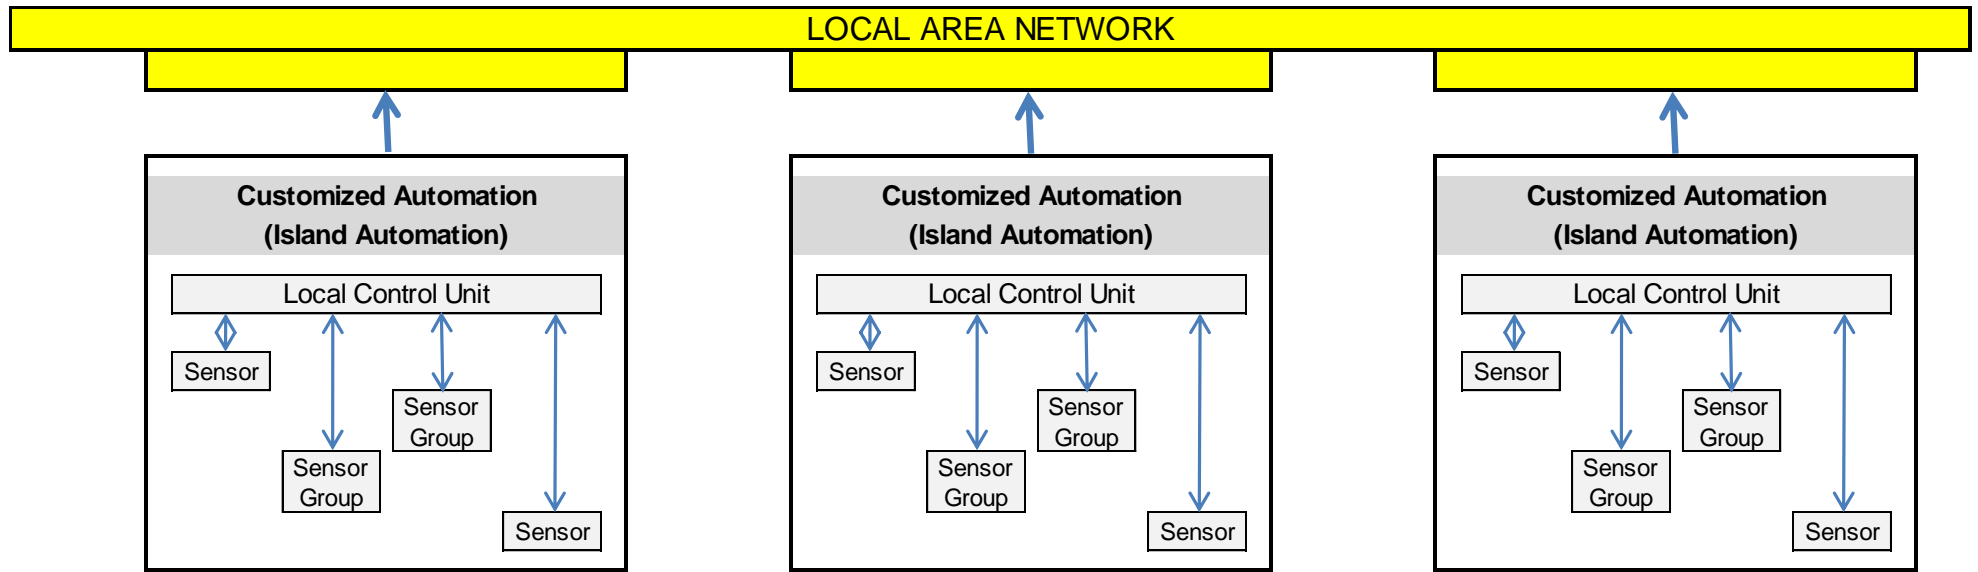 LOCAL AREA NETWORK
Customized Automation
(Island Automation)
Local Control Unit
Sensor
Sensor
Group
Sensor
Group
Sensor
Customized Automation
(Island Automation)
Local Control Unit
Sensor
Sensor
Group
Sensor
Group
Sensor
Customized Automation
(Island Automation)
Local Control Unit
Sensor
Sensor
Group
Sensor
Group
Sensor